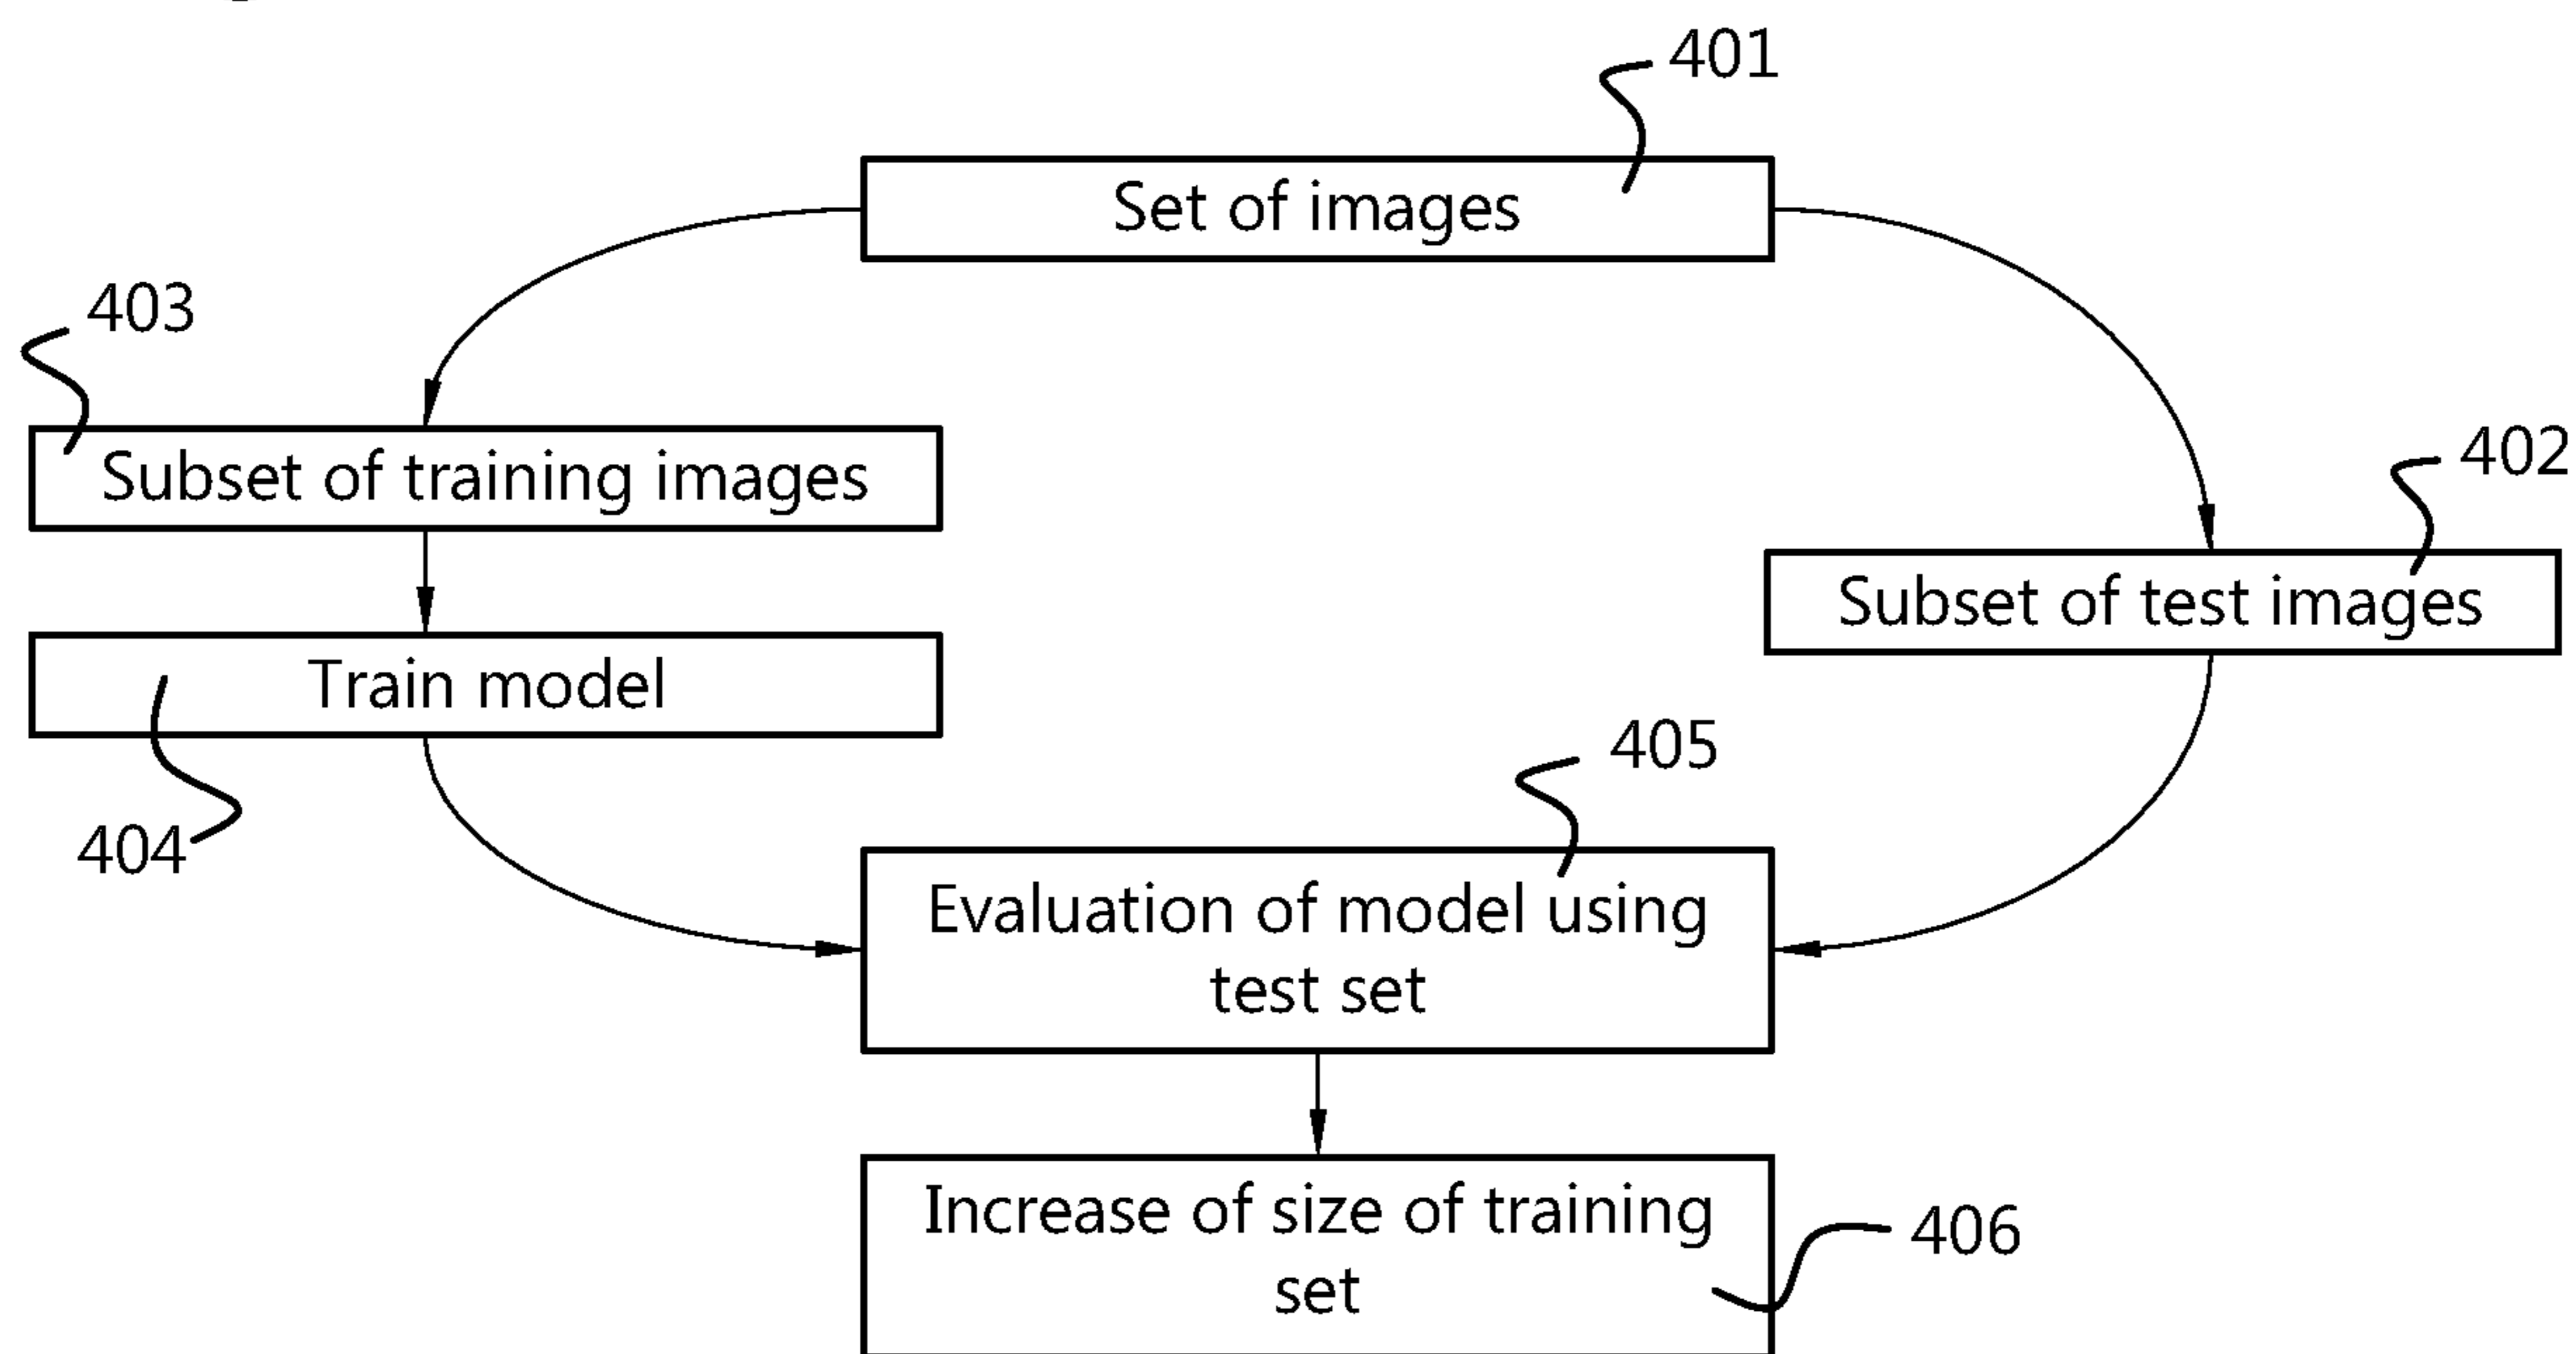 401
Set of images
403
Subset of training images
402
Subset of test images
Train model
404
405
Evaluation of model using
test set
Increase of size of training
set
406